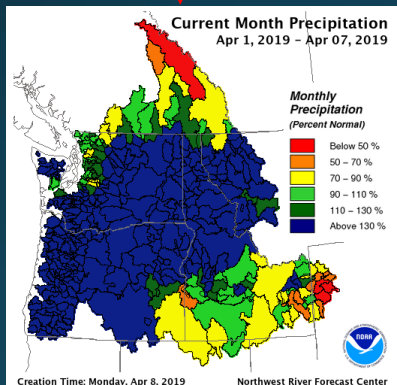 Current Month Precipitation
Apr 1, 2019 – Apr 07, 2019
Monthly
Precipitation
(Percent Normal)
Below 50 %
50 – 70 %
70 – 90 %
90 – 110 %
110 – 130 %
Above 130 %
NOAA
Creation Time: Monday, Apr 8, 2019
Northwest River Forecast Center